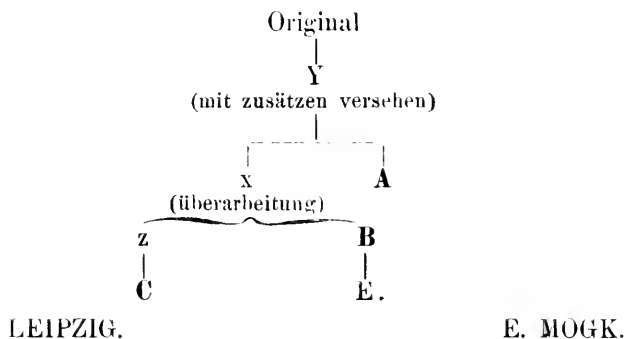 Original
Y
(mit zusätzen versehen)
x A
(überarbeitung)
z B
C E.
LEIPZIG. E. MOGK.